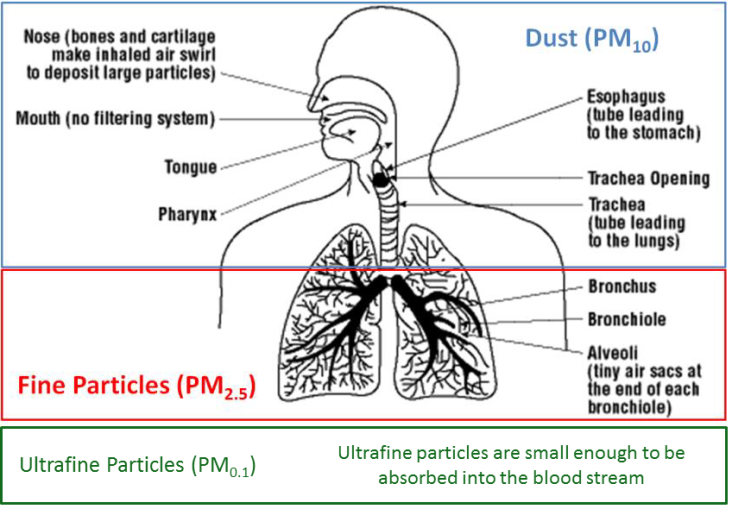 Nose (bones and cartilage
make inhaled air swirl
to deposit large particles)
Mouth (no filtering system)
Tongue
Pharynx
Dust (PM10)
Esophagus
(tube leading
to the stomach)
Trachea Opening
Trachea
(tube leading
to the lungs)
Bronchus
Bronchiole
Alveoli
(tiny air sacs at
the end of each
bronchiole)
Fine Particles (PM2.5)
Ultrafine Particles (PM0.1)
Ultrafine particles are small enough to be
absorbed into the blood stream